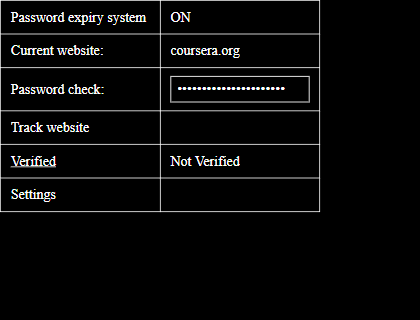 Password expiry system ON
Current website: coursera.org
Password check: ••••••••••••••••••••••
Track website
Verified Not Verified
Settings